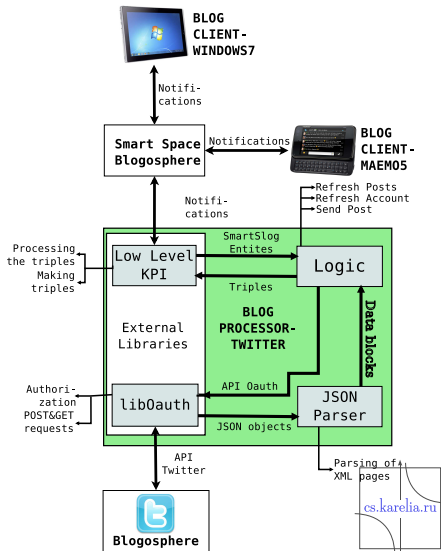 BLOG
CLIENT-
WINDOWS7
Notifi-
cations
Smart Space
Blogosphere
Notifications
BLOG
CLIENT-
MAEMO5
Notifi-
cations
Refresh Posts
Refresh Account
Send Post
SmartSlog
Entites
Processing
the triples
Making
triples
Low Level
KPI
Logic
Triples
External
Libraries
BLOG
PROCESSOR-
TWITTER
Data blocks
API Oauth
Authori-
zation
POST&GET
requests
libOauth
JSON
Parser
JSON objects
API
Twitter
Parsing of
XML pages
Blogosphere
cs.karelia.ru